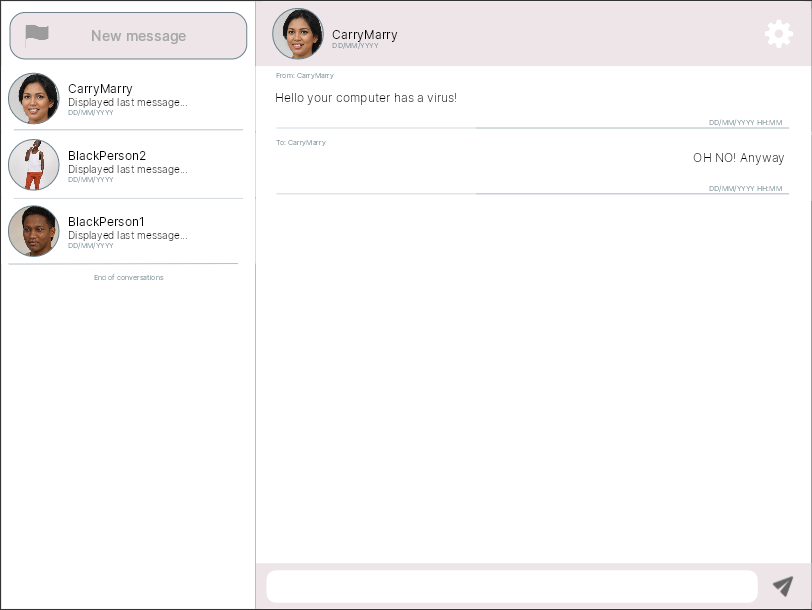 New message
CarryMarry
Displayed last message...
DD/MM/YYYY
BlackPerson2
Displayed last message...
DD/MM/YYYY
BlackPerson1
Displayed last message...
DD/MM/YYYY
End of conversations
CarryMarry
DD/MM/YYYY
From: CarryMarry
Hello your computer has a virus!
DD/MM/YYYY HH:MM
To: CarryMarry
OH NO! Anyway
DD/MM/YYYY HH:MM